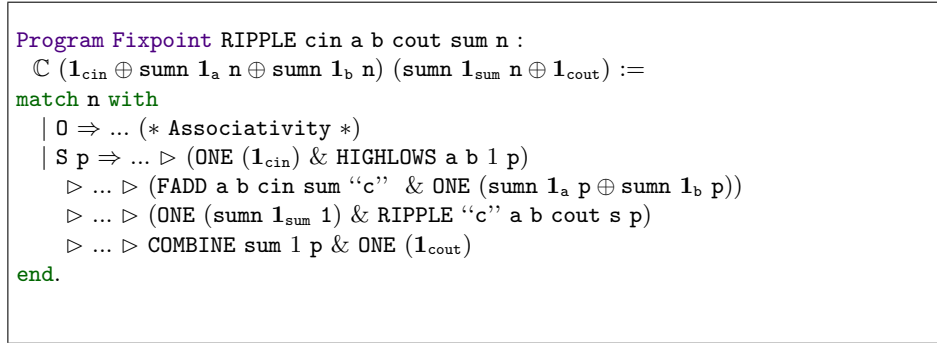 Program Fixpoint RIPPLE cin a b cout sum n :
ℂ (𝟏cin ⊕ sumn 𝟏a n ⊕ sumn 𝟏b n) (sumn 𝟏sum n ⊕ 𝟏cout) :=
match n with
| O ⇒ ... (∗ Associativity ∗)
| S p ⇒ ... ▷ (ONE (𝟏cin) & HIGHLOWS a b 1 p)
▷ ... ▷ (FADD a b cin sum “c” & ONE (sumn 𝟏a p ⊕ sumn 𝟏b p))
▷ ... ▷ (ONE (sumn 𝟏sum 1) & RIPPLE “c” a b cout s p)
▷ ... ▷ COMBINE sum 1 p & ONE (𝟏cout)
end.